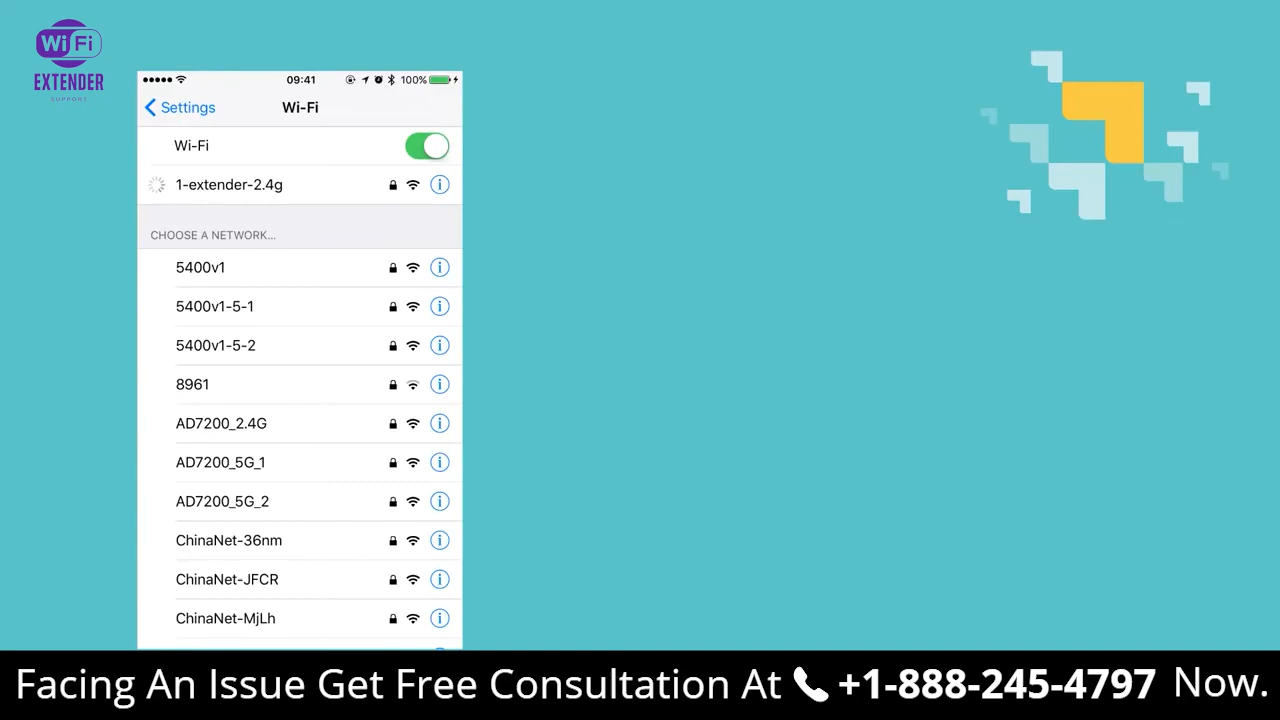 WiFi
EXTENDER
SUPPORT
09:41
100%
Settings
Wi-Fi
Wi-Fi
1-extender-2.4g
CHOOSE A NETWORK...
5400v1
5400v1-5-1
5400v1-5-2
8961
AD7200_2.4G
AD7200_5G_1
AD7200_5G_2
ChinaNet-36nm
ChinaNet-JFCR
ChinaNet-MjLh
Facing An Issue Get Free Consultation At +1-888-245-4797 Now.